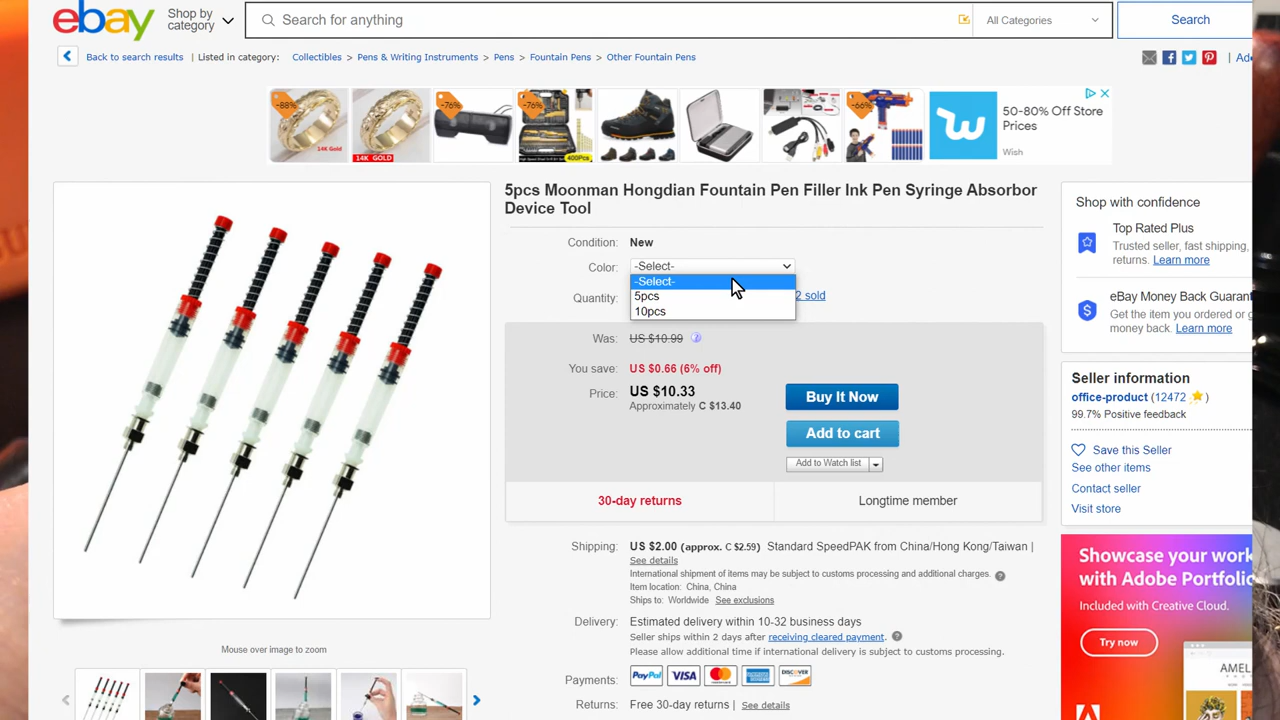 ebay
Shop by
category
Search for anything
All Categories
Search
Back to search results | Listed in category: Collectibles > Pens & Writing Instruments > Pens > Fountain Pens > Other Fountain Pens
| Ad
-88%
14K Gold
14K GOLD
-76%
-76%
400Pcs
-66%
50-80% Off Store
Prices
Wish
5pcs Moonman Hongdian Fountain Pen Filler Ink Pen Syringe Absorbor
Device Tool
Condition: New
Color: -Select-
-Select-
5pcs
10pcs
Quantity:
2 sold
Was: US $10.99
You save: US $0.66 (6% off)
Price: US $10.33
Approximately C $13.40
Buy It Now
Add to cart
Add to Watch list
30-day returns
Longtime member
Shipping: US $2.00 (approx. C $2.59) Standard SpeedPAK from China/Hong Kong/Taiwan |
See details
International shipment of items may be subject to customs processing and additional charges. ?
Item location: China, China
Ships to: Worldwide See exclusions
Delivery: Estimated delivery within 10-32 business days
Seller ships within 2 days after receiving cleared payment. ?
Please allow additional time if international delivery is subject to customs processing.
Payments: PayPal VISA MasterCard DISCOVER
Returns: Free 30-day returns | See details
Mouse over image to zoom
Shop with confidence
Top Rated Plus
Trusted seller, fast shipping,
returns. Learn more
eBay Money Back Guaran
Get the item you ordered or
money back. Learn more
Seller information
office-product (12472 )
99.7% Positive feedback
Save this Seller
See other items
Contact seller
Visit store
Showcase your work
with Adobe Portfolio
Included with Creative Cloud.
Try now
AMEL